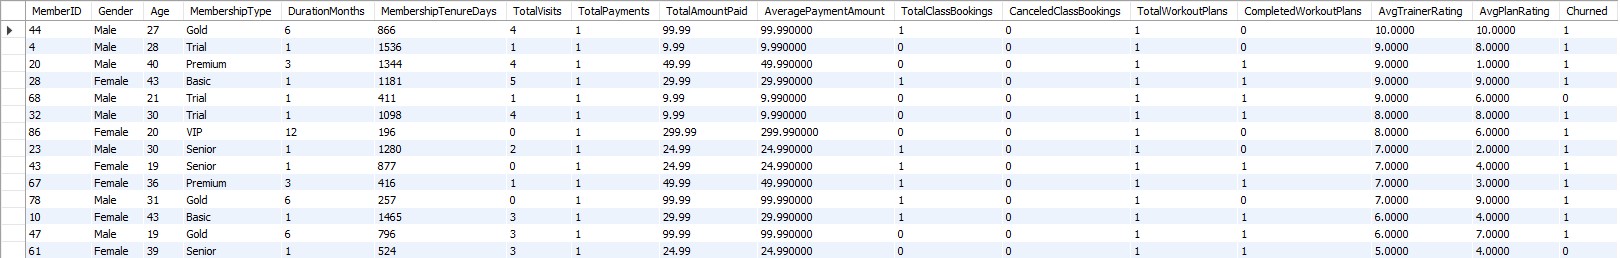 MemberID Gender Age MembershipType DurationMonths MembershipTenureDays TotalVisits TotalPayments TotalAmountPaid AveragePaymentAmount TotalClassBookings CanceledClassBookings TotalWorkoutPlans CompletedWorkoutPlans AvgTrainerRating AvgPlanRating Churned
44 Male 27 Gold 6 866 4 1 99.99 99.990000 1 0 1 0 10.0000 10.0000 1
4 Male 28 Trial 1 1536 1 1 9.99 9.990000 0 0 1 0 9.0000 8.0000 1
20 Male 40 Premium 3 1344 4 1 49.99 49.990000 0 0 1 1 9.0000 1.0000 1
28 Female 43 Basic 1 1181 5 1 29.99 29.990000 1 0 1 0 9.0000 9.0000 1
68 Male 21 Trial 1 411 1 1 9.99 9.990000 0 0 1 1 9.0000 6.0000 0
32 Male 30 Trial 1 1098 4 1 9.99 9.990000 0 0 1 1 8.0000 8.0000 1
86 Female 20 VIP 12 196 0 1 299.99 299.990000 0 0 1 0 8.0000 6.0000 1
23 Male 30 Senior 1 1280 2 1 24.99 24.990000 1 0 1 0 7.0000 2.0000 1
43 Female 19 Senior 1 877 0 1 24.99 24.990000 1 0 1 1 7.0000 4.0000 1
67 Female 36 Premium 3 416 1 1 49.99 49.990000 1 0 1 1 7.0000 3.0000 1
78 Male 31 Gold 6 257 0 1 99.99 99.990000 1 0 1 0 7.0000 9.0000 1
10 Female 43 Basic 1 1465 3 1 29.99 29.990000 1 0 1 1 6.0000 4.0000 1
47 Male 19 Gold 6 796 3 1 99.99 99.990000 0 0 1 1 6.0000 7.0000 1
61 Female 39 Senior 1 524 3 1 24.99 24.990000 0 0 1 1 5.0000 4.0000 0